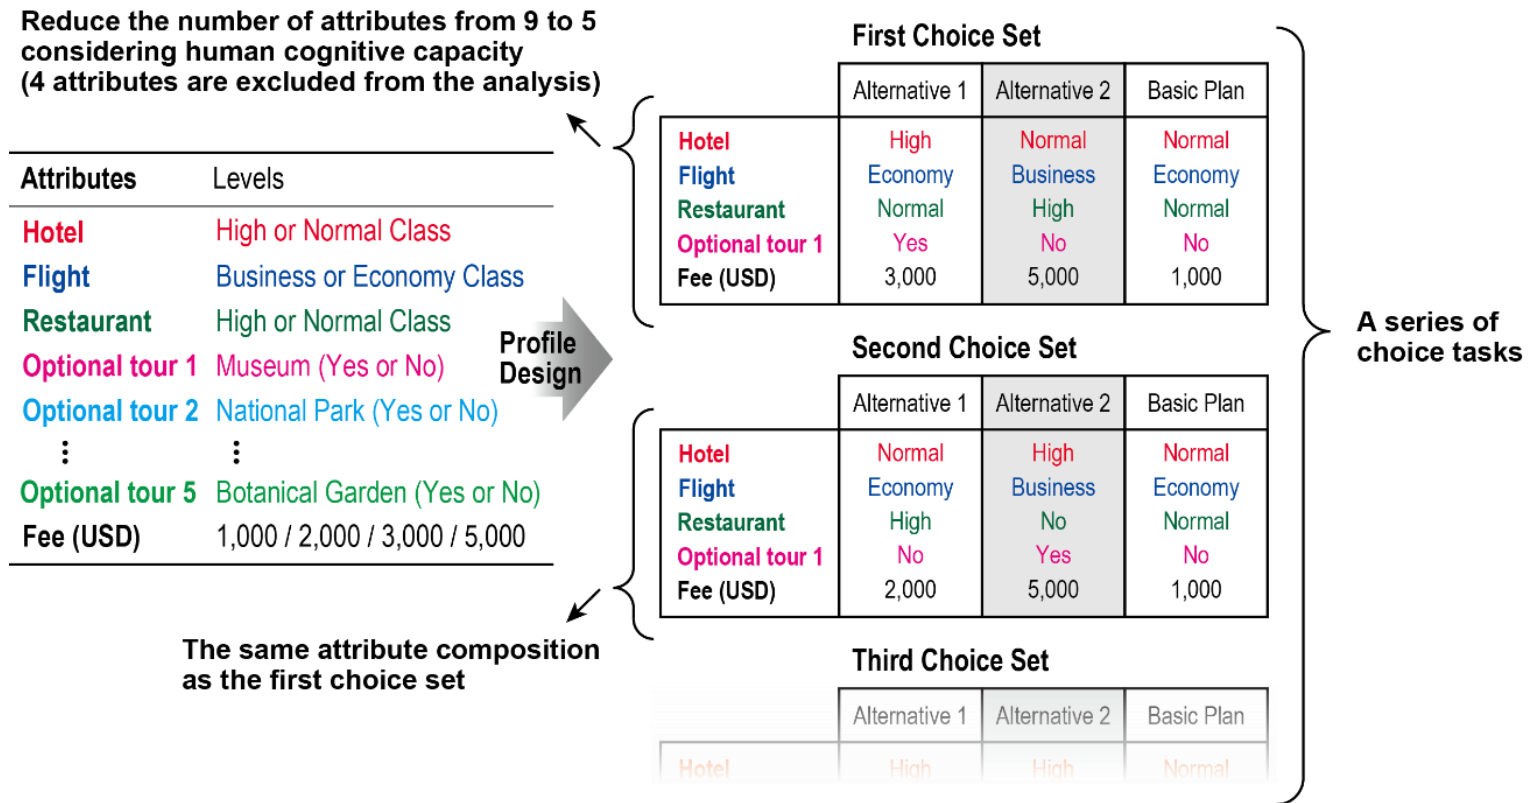 Reduce the number of attributes from 9 to 5
considering human cognitive capacity
(4 attributes are excluded from the analysis)
Attributes Levels
Hotel High or Normal Class
Flight Business or Economy Class
Restaurant High or Normal Class
Optional tour 1 Museum (Yes or No)
Optional tour 2 National Park (Yes or No)
⋮ ⋮
Optional tour 5 Botanical Garden (Yes or No)
Fee (USD) 1,000 / 2,000 / 3,000 / 5,000
Profile
Design
First Choice Set
Alternative 1 Alternative 2 Basic Plan
Hotel High Normal Normal
Flight Economy Business Economy
Restaurant Normal High Normal
Optional tour 1 Yes No No
Fee (USD) 3,000 5,000 1,000
Second Choice Set
Alternative 1 Alternative 2 Basic Plan
Hotel Normal High Normal
Flight Economy Business Economy
Restaurant High No Normal
Optional tour 1 No Yes No
Fee (USD) 2,000 5,000 1,000
The same attribute composition
as the first choice set
Third Choice Set
Alternative 1 Alternative 2 Basic Plan
Hotel High High Normal
A series of
choice tasks